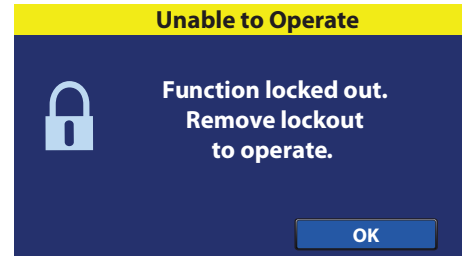 Unable to Operate
Function locked out.
Remove lockout
to operate.
OK